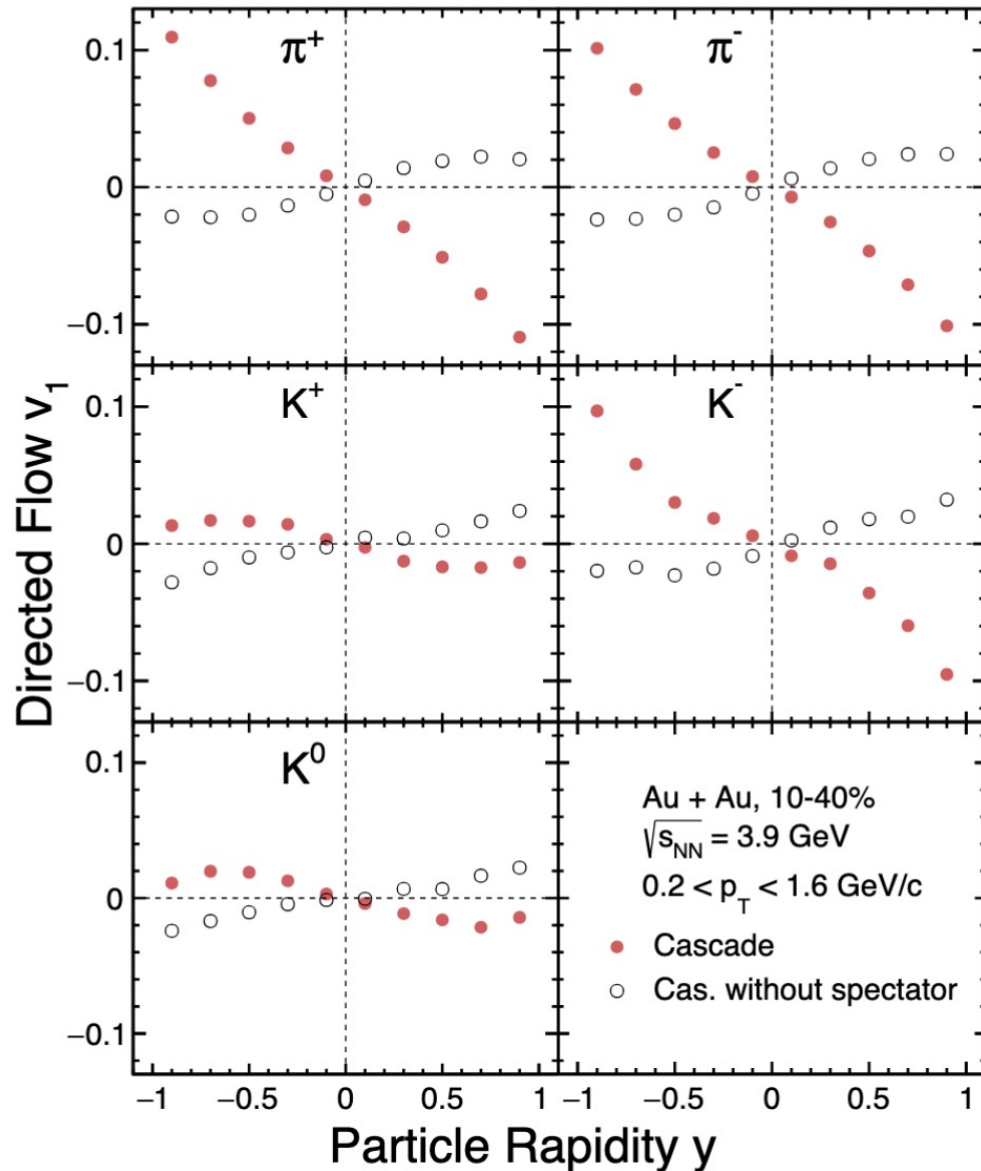 Directed Flow v₁
π⁺
0.1
0
−0.1
π⁻
K⁺
0.1
0
−0.1
K⁻
K⁰
0.1
0
−0.1
Au + Au, 10-40%
√s_NN = 3.9 GeV
0.2 < p_T < 1.6 GeV/c
Cascade
Cas. without spectator
−1 −0.5 0 0.5 1
−1 −0.5 0 0.5 1
Particle Rapidity y